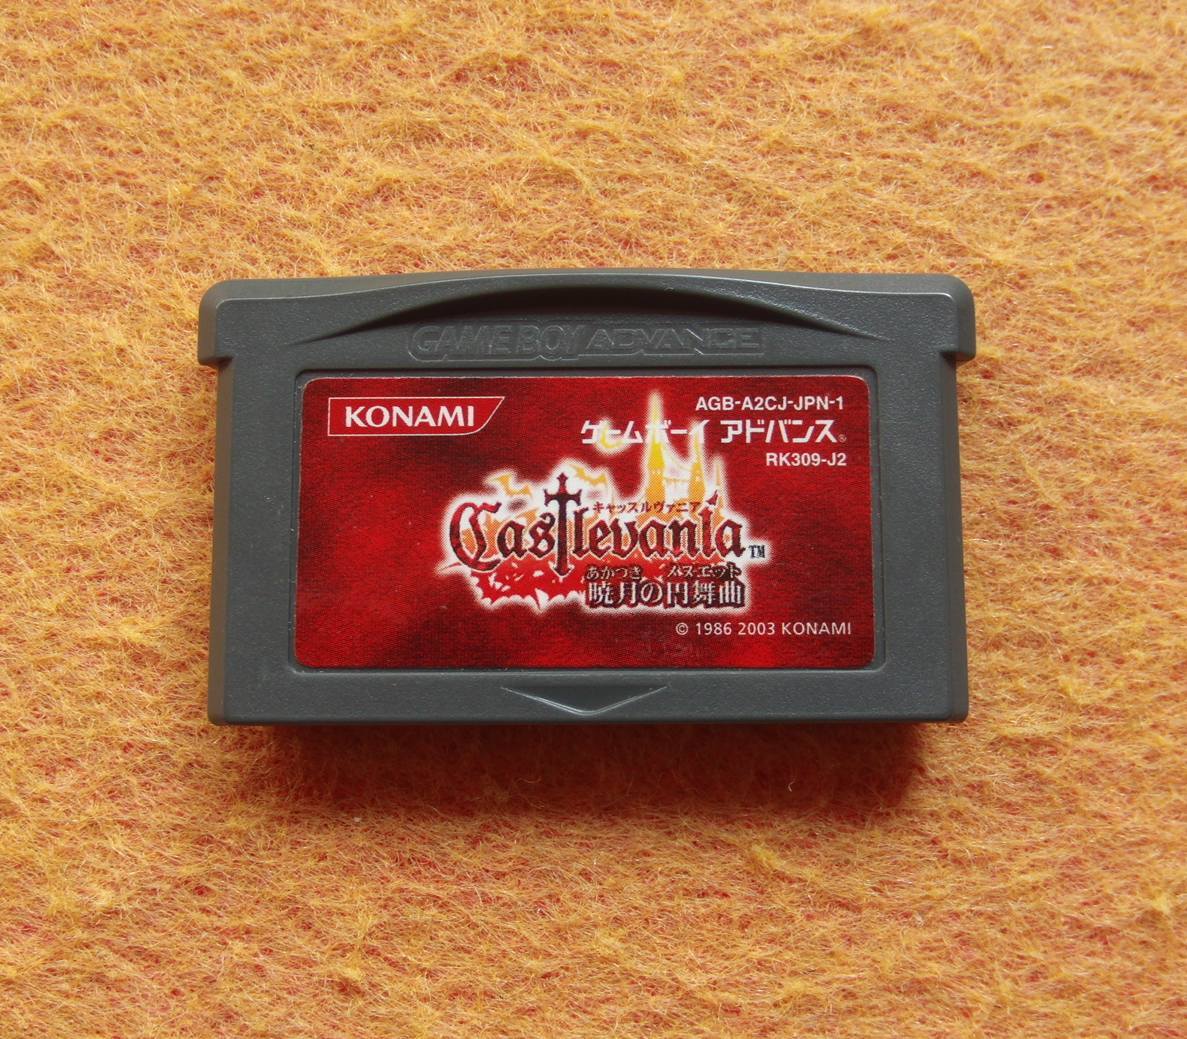 GAME BOY ADVANCE
KONAMI
AGB-A2CJ-JPN-1
ゲームボーイ アドバンス®
RK309-J2
キャッスルヴァニア
Castlevania™
あかつき メヌエット
暁月の円舞曲
© 1986 2003 KONAMI